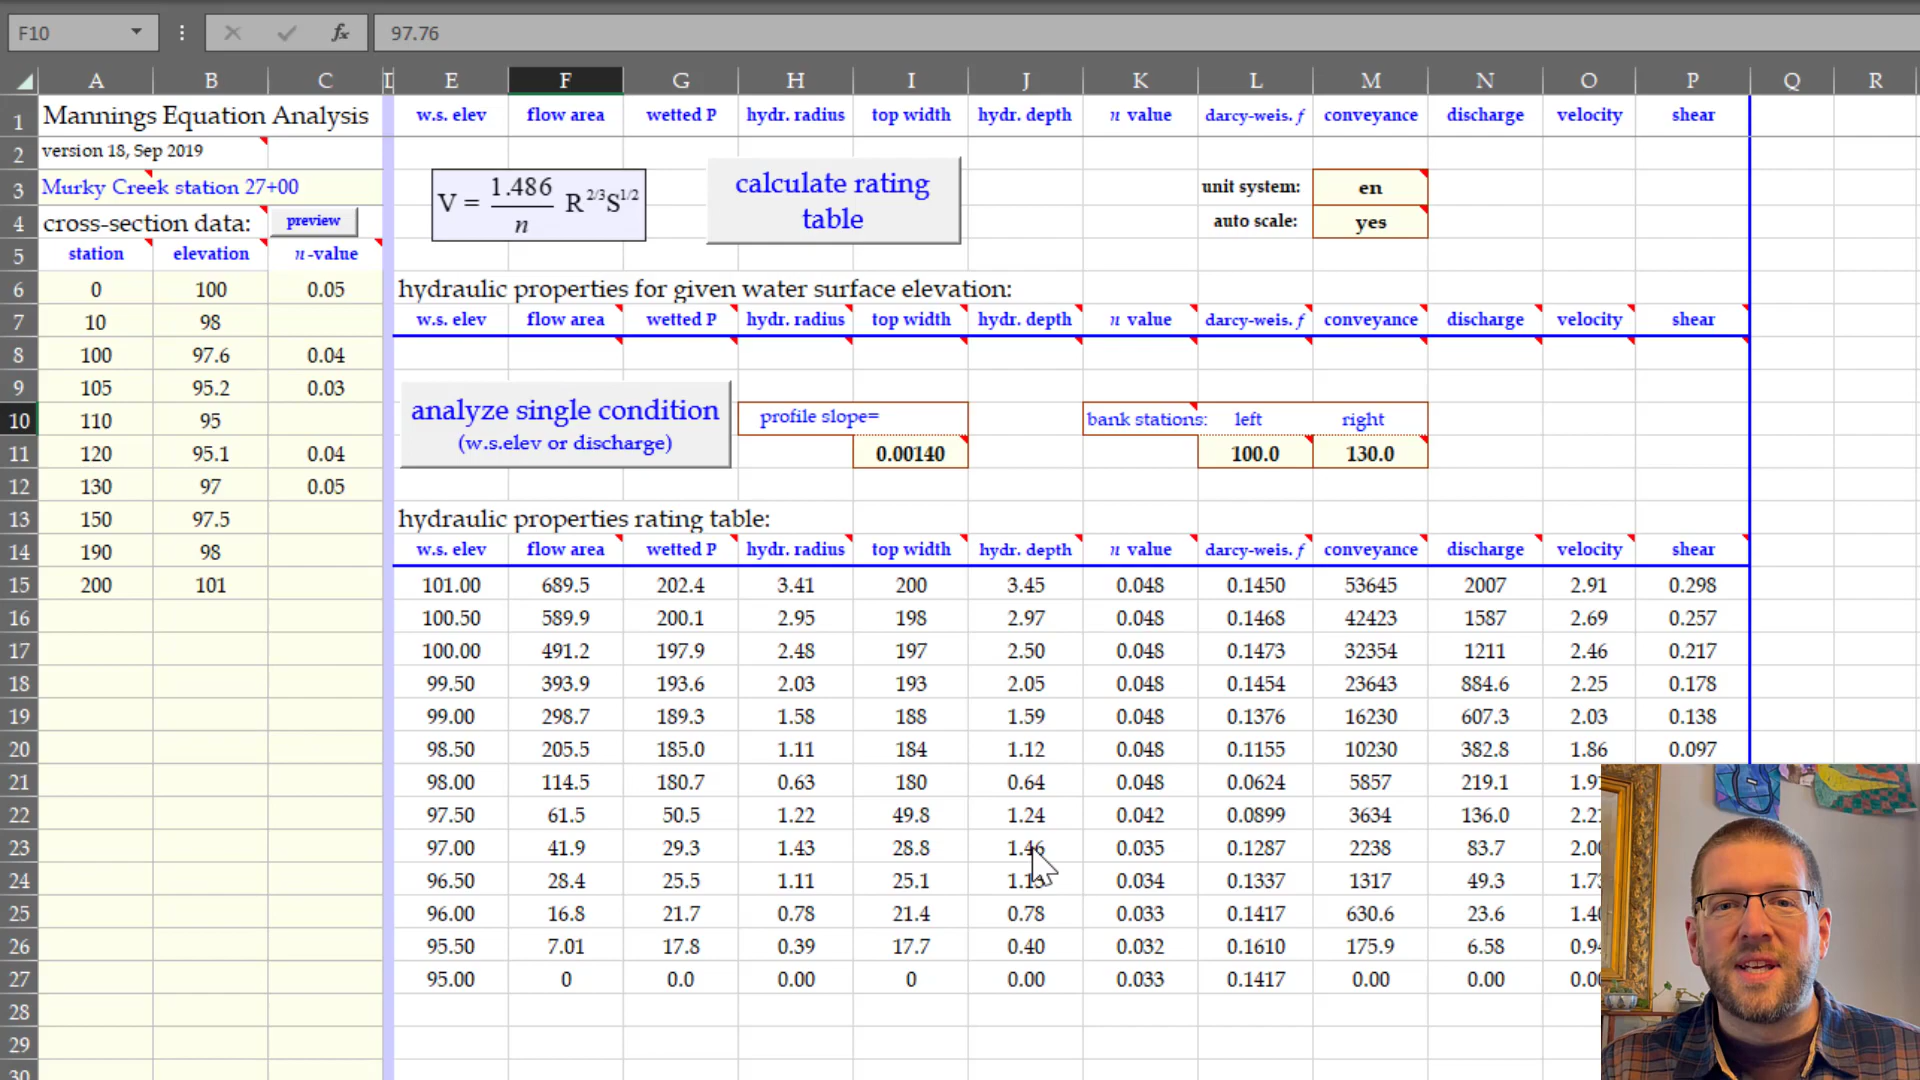 F10 fx 97.76
A B C E F G H I J K L M N O P Q R
1 Mannings Equation Analysis w.s. elev flow area wetted P hydr. radius top width hydr. depth n value darcy-weis. f conveyance discharge velocity shear
2 version 18, Sep 2019
3 Murky Creek station 27+00 V = 1.486/n R2/3S1/2 calculate rating table unit system: en
4 cross-section data: preview auto scale: yes
5 station elevation n-value
6 0 100 0.05 hydraulic properties for given water surface elevation:
7 10 98 w.s. elev flow area wetted P hydr. radius top width hydr. depth n value darcy-weis. f conveyance discharge velocity shear
8 100 97.6 0.04
9 105 95.2 0.03
10 110 95 analyze single condition profile slope= bank stations: left right
11 120 95.1 0.04 (w.s.elev or discharge) 0.00140 100.0 130.0
12 130 97 0.05
13 150 97.5 hydraulic properties rating table:
14 190 98 w.s. elev flow area wetted P hydr. radius top width hydr. depth n value darcy-weis. f conveyance discharge velocity shear
15 200 101 101.00 689.5 202.4 3.41 200 3.45 0.048 0.1450 53645 2007 2.91 0.298
16 100.50 589.9 200.1 2.95 198 2.97 0.048 0.1468 42423 1587 2.69 0.257
17 100.00 491.2 197.9 2.48 197 2.50 0.048 0.1473 32354 1211 2.46 0.217
18 99.50 393.9 193.6 2.03 193 2.05 0.048 0.1454 23643 884.6 2.25 0.178
19 99.00 298.7 189.3 1.58 188 1.59 0.048 0.1376 16230 607.3 2.03 0.138
20 98.50 205.5 185.0 1.11 184 1.12 0.048 0.1155 10230 382.8 1.86 0.097
21 98.00 114.5 180.7 0.63 180 0.64 0.048 0.0624 5857 219.1
22 97.50 61.5 50.5 1.22 49.8 1.24 0.042 0.0899 3634 136.0
23 97.00 41.9 29.3 1.43 28.8 1.46 0.035 0.1287 2238 83.7
24 96.50 28.4 25.5 1.11 25.1 0.034 0.1337 1317 49.3
25 96.00 16.8 21.7 0.78 21.4 0.78 0.033 0.1417 630.6 23.6
26 95.50 7.01 17.8 0.39 17.7 0.40 0.032 0.1610 175.9 6.58
27 95.00 0 0.0 0.00 0 0.00 0.033 0.1417 0.00 0.00
28
29
30